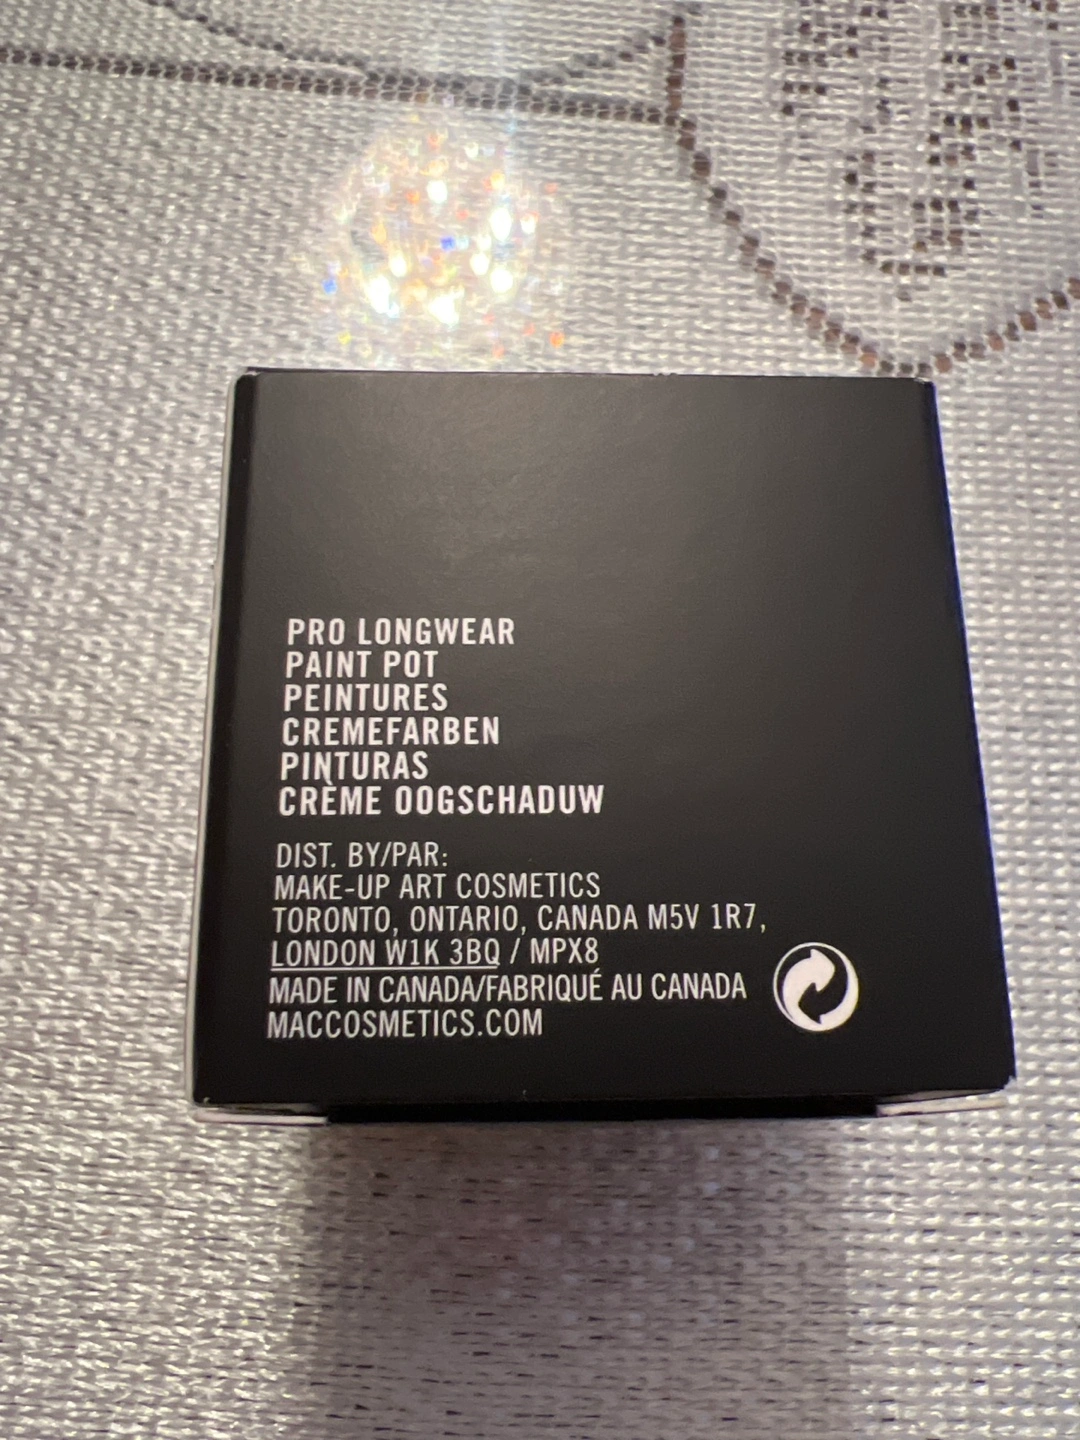 PRO LONGWEAR
PAINT POT
PEINTURES
CREMEFARBEN
PINTURAS
CRÈME OOGSCHADUW
DIST. BY/PAR:
MAKE-UP ART COSMETICS
TORONTO, ONTARIO, CANADA M5V 1R7,
LONDON W1K 3BQ / MPX8
MADE IN CANADA/FABRIQUÉ AU CANADA
MACCOSMETICS.COM